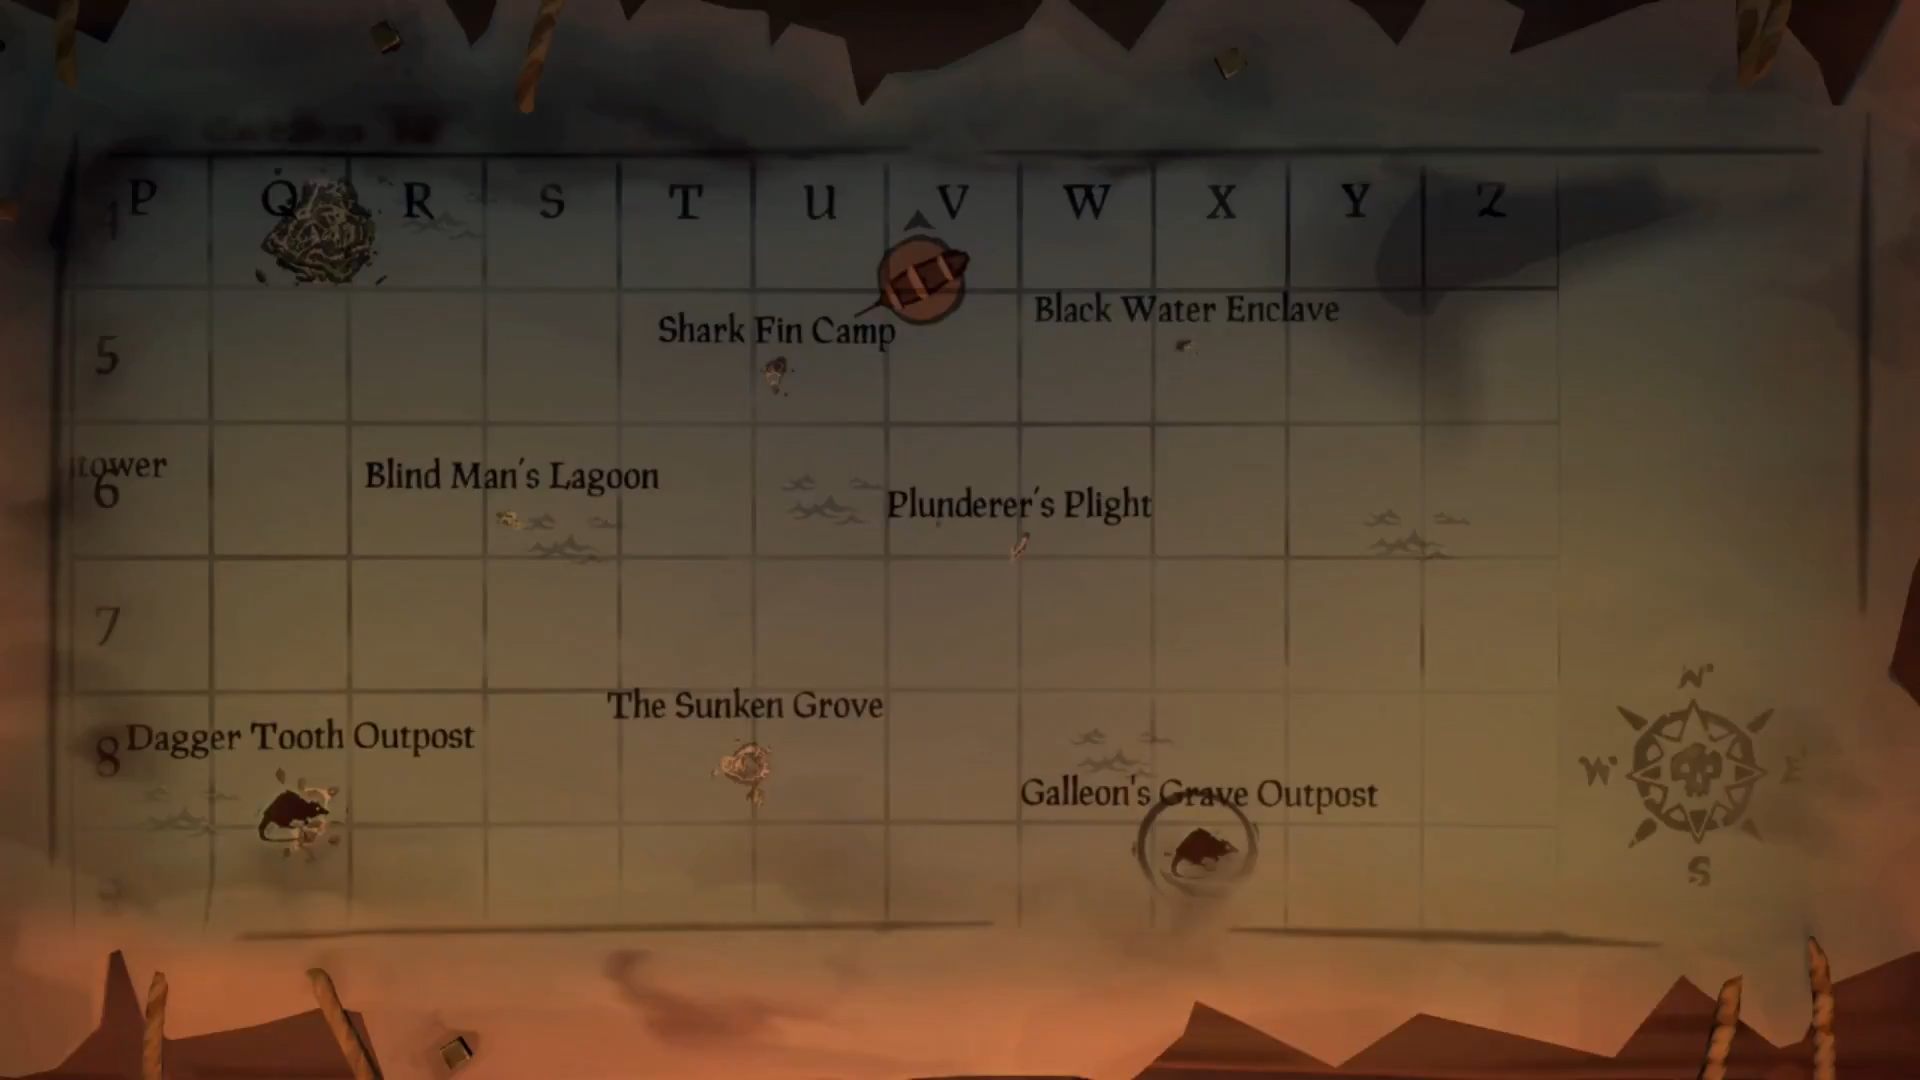 P Q R S T U V W X Y Z
4
Black Water Enclave
Shark Fin Camp
5
tower
Blind Man's Lagoon
6
Plunderer's Plight
7
N
The Sunken Grove
8
Dagger Tooth Outpost
W E
Galleon's Grave Outpost
S